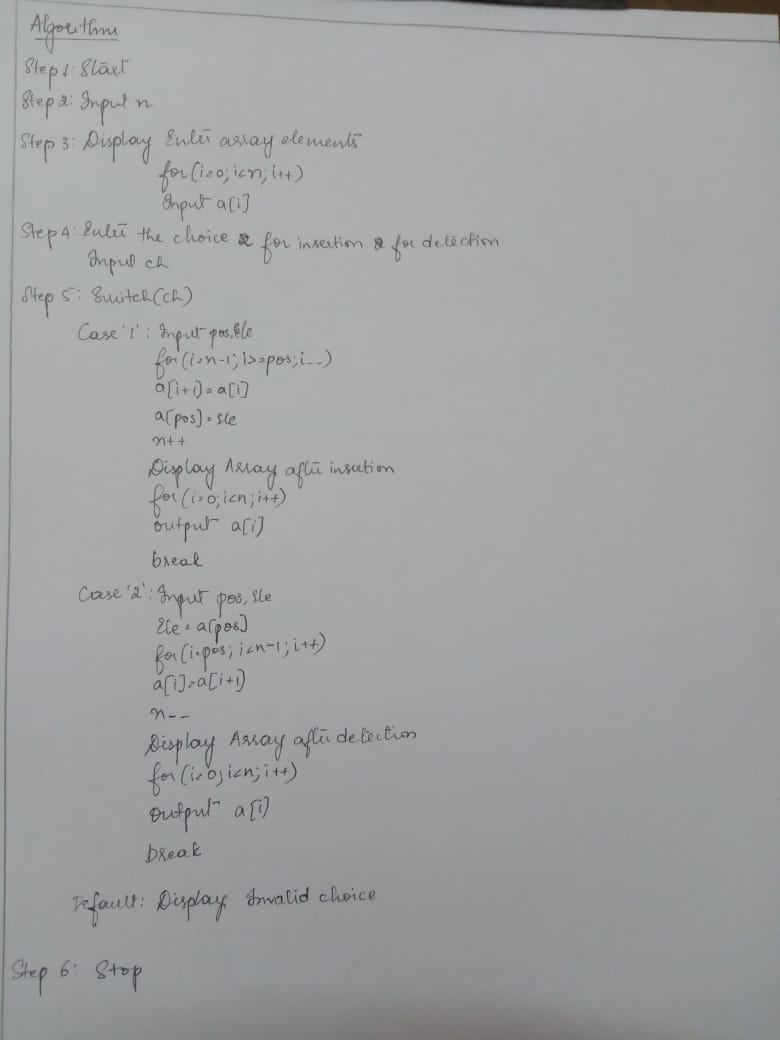 Algorithm
Step 1: Start
Step 2: Input n
Step 3: Display Enter array elements
for(i=0;i<n;i++)
Input a[i]
Step 4: Enter the choice for insertion 2 for detection
Input ch
Step 5: Switch(ch)
Case '1': Input pos,Ele
for(i=n-1;i>=pos;i--)
a[i+1]=a[i]
a[pos]=ele
n++
Display Array after insertion
for(i=0;i<n;i++)
output a[i]
break
Case '2': Input pos, ele
Ele=a[pos]
for(i=pos;i<n-1;i++)
a[i]=a[i+1]
n--
Display Array after detection
for(i=0;i<n;i++)
output a[i]
break
Default: Display Invalid choice
Step 6: Stop